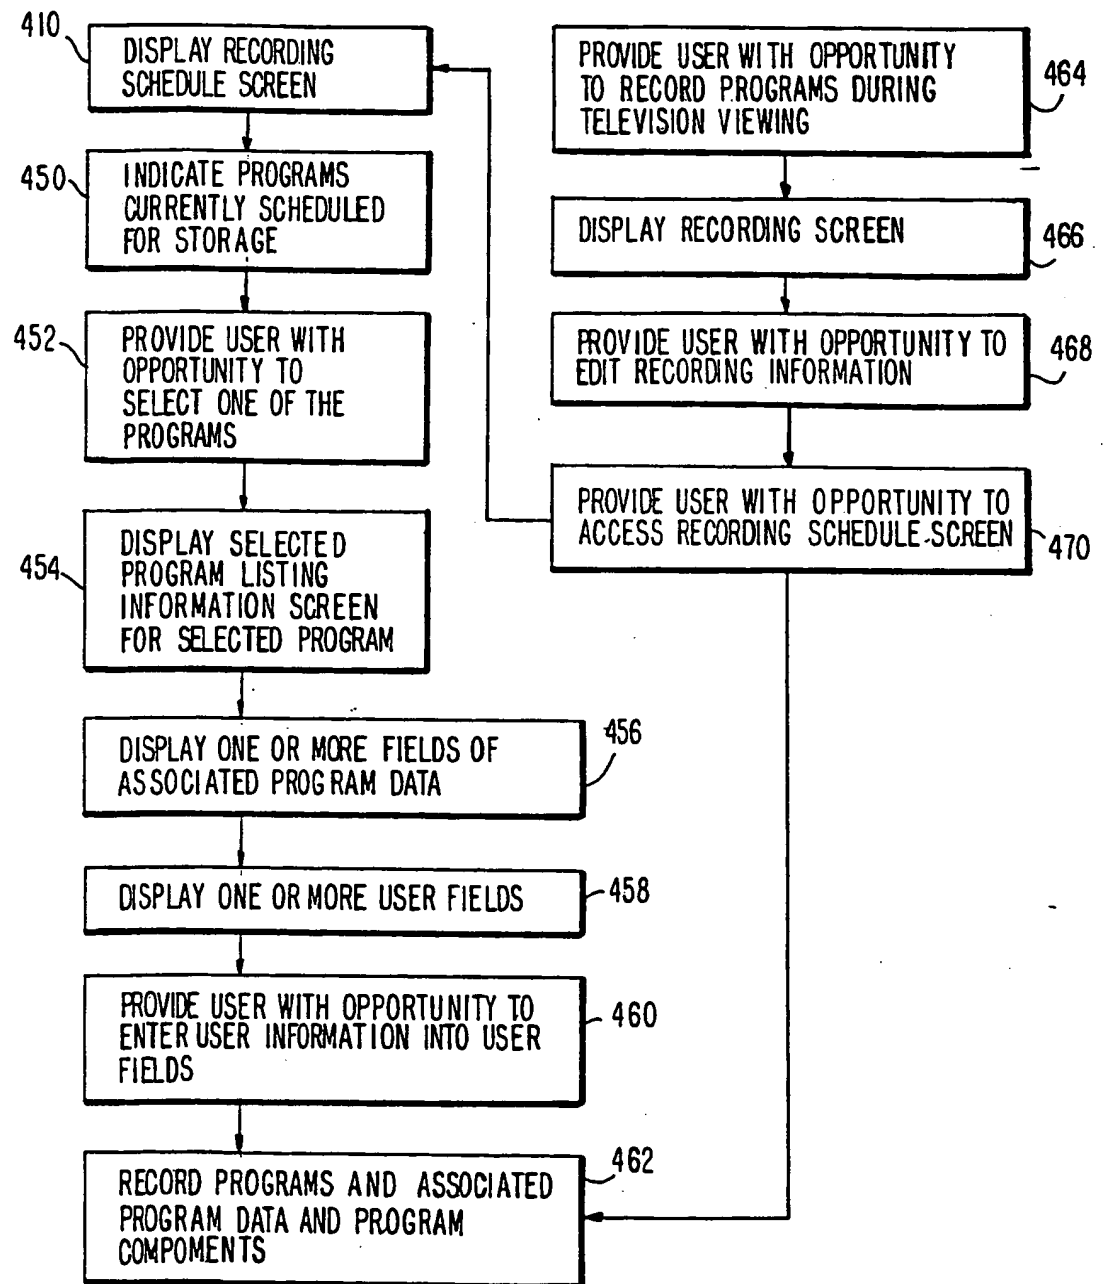 410
DISPLAY RECORDING
SCHEDULE SCREEN
450
INDICATE PROGRAMS
CURRENTLY SCHEDULED
FOR STORAGE
452
PROVIDE USER WITH
OPPORTUNITY TO
SELECT ONE OF THE
PROGRAMS
454
DISPLAY SELECTED
PROGRAM LISTING
INFORMATION SCREEN
FOR SELECTED PROGRAM
DISPLAY ONE OR MORE FIELDS OF
ASSOCIATED PROGRAM DATA
456
DISPLAY ONE OR MORE USER FIELDS
458
PROVIDE USER WITH OPPORTUNITY TO
ENTER USER INFORMATION INTO USER
FIELDS
460
RECORD PROGRAMS AND ASSOCIATED
PROGRAM DATA AND PROGRAM
COMPOMENTS
462
PROVIDE USER WITH OPPORTUNITY
TO RECORD PROGRAMS DURING
TELEVISION VIEWING
464
DISPLAY RECORDING SCREEN
466
PROVIDE USER WITH OPPORTUNITY TO
EDIT RECORDING INFORMATION
468
PROVIDE USER WITH OPPORTUNITY TO
ACCESS RECORDING SCHEDULE SCREEN
470